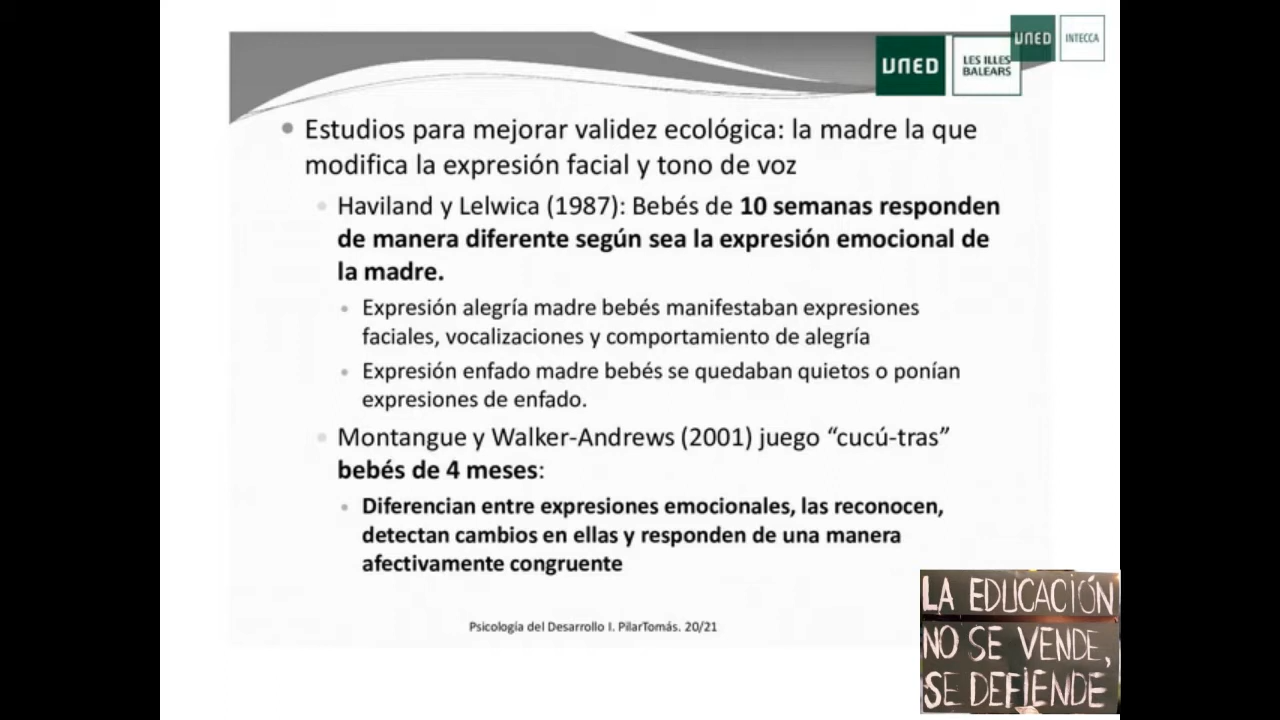 UNED
INTECCA
UNED
LES ILLES
BALEARS
Estudios para mejorar validez ecológica: la madre la que
modifica la expresión facial y tono de voz
Haviland y Lelwica (1987): Bebés de 10 semanas responden
de manera diferente según sea la expresión emocional de
la madre.
Expresión alegría madre bebés manifestaban expresiones
faciales, vocalizaciones y comportamiento de alegría
Expresión enfado madre bebés se quedaban quietos o ponían
expresiones de enfado.
Montangue y Walker-Andrews (2001) juego “cucú-tras”
bebés de 4 meses:
Diferencian entre expresiones emocionales, las reconocen,
detectan cambios en ellas y responden de una manera
afectivamente congruente
Psicología del Desarrollo I. PilarTomás. 20/21
LA EDUCACIÓN
NO SE VENDE,
SE DEFIENDE